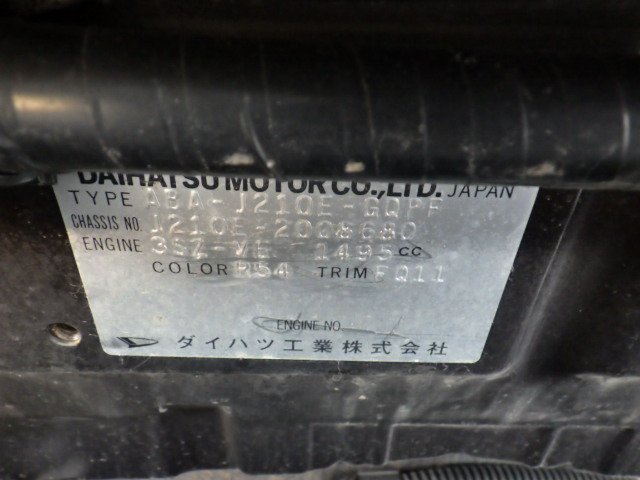 DAIHATSU MOTOR CO.,LTD. JAPAN
TYPE ABA-J210E-GQPF
CHASSIS NO. J210E-2008680
ENGINE 3SZ-VE 1495 CC
COLOR R54 TRIM FQ11
ENGINE NO.
ダイハツ工業株式会社